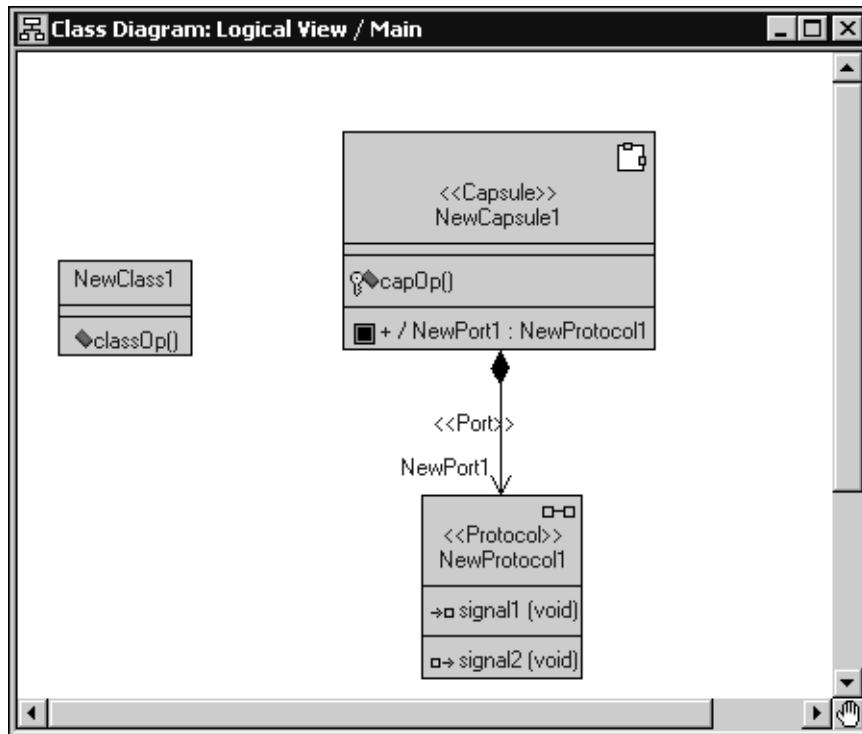 Class Diagram: Logical View / Main
<<Capsule>>
NewCapsule1
capOp()
+ / NewPort1 : NewProtocol1
NewClass1
classOp()
<<Port>>
NewPort1
<<Protocol>>
NewProtocol1
signal1 (void)
signal2 (void)